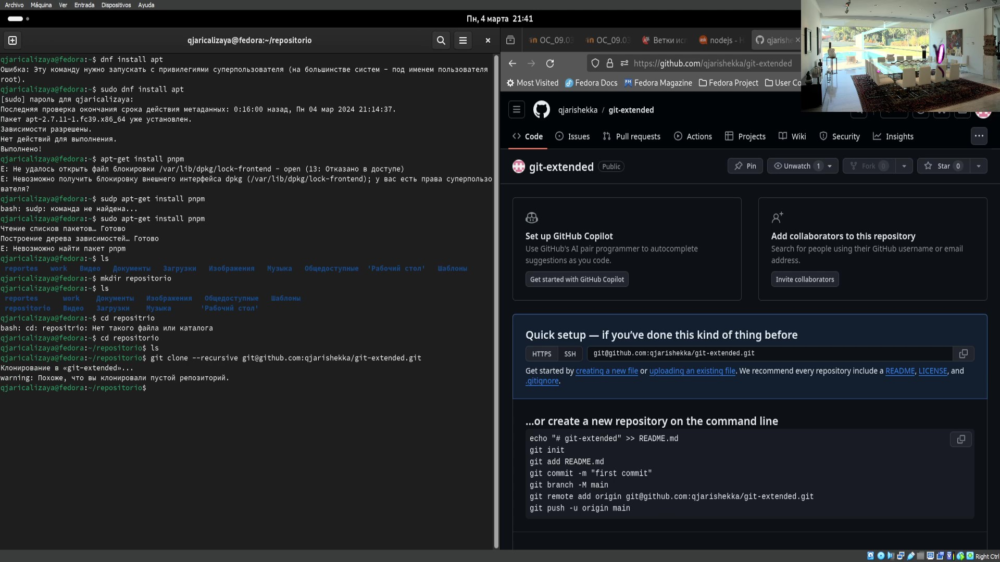 Archivo Máquina Ver Entrada Dispositivos Ayuda
Пн, 4 марта 21:41
qjaricalizaya@fedora:~/repositorio
qjaricalizaya@fedora:~$ dnf install apt
Ошибка: Эту команду нужно запускать с привилегиями суперпользователя (на большинстве систем - под именем пользователя
root).
qjaricalizaya@fedora:~$ sudo dnf install apt
[sudo] пароль для qjaricalizaya:
Последняя проверка окончания срока действия метаданных: 0:16:00 назад, Пн 04 мар 2024 21:14:37.
Пакет apt-2.7.11-1.fc39.x86_64 уже установлен.
Зависимости разрешены.
Нет действий для выполнения.
Выполнено!
qjaricalizaya@fedora:~$ apt-get install pnpm
E: Не удалось открыть файл блокировки /var/lib/dpkg/lock-frontend - open (13: Отказано в доступе)
E: Невозможно получить блокировку внешнего интерфейса dpkg (/var/lib/dpkg/lock-frontend); у вас есть права суперпользо
вателя?
qjaricalizaya@fedora:~$ sudp apt-get install pnpm
bash: sudp: команда не найдена...
qjaricalizaya@fedora:~$ sudo apt-get install pnpm
Чтение списков пакетов… Готово
Построение дерева зависимостей… Готово
E: Невозможно найти пакет pnpm
qjaricalizaya@fedora:~$ ls
reportes work Видео Документы Загрузки Изображения Музыка Общедоступные 'Рабочий стол' Шаблоны
qjaricalizaya@fedora:~$ mkdir repositorio
qjaricalizaya@fedora:~$ ls
reportes work Документы Изображения Общедоступные Шаблоны
repositorio Видео Загрузки Музыка 'Рабочий стол'
qjaricalizaya@fedora:~$ cd repositrio
bash: cd: repositrio: Нет такого файла или каталога
qjaricalizaya@fedora:~$ cd repositorio
qjaricalizaya@fedora:~/repositorio$ ls
qjaricalizaya@fedora:~/repositorio$ git clone --recursive git@github.com:qjarishekka/git-extended.git
Клонирование в «git-extended»...
warning: Похоже, что вы клонировали пустой репозиторий.
qjaricalizaya@fedora:~/repositorio$
OC_09.03 OC_09.03 Ветки исп nodejs - qjarishe
https://github.com/qjarishekka/git-extended
Most Visited Fedora Docs Fedora Magazine Fedora Project User Co
qjarishekka / git-extended
Code Issues Pull requests Actions Projects Wiki Security Insights
git-extended Public Pin Unwatch 1 Fork 0 Star 0
Set up GitHub Copilot
Use GitHub's AI pair programmer to autocomplete
suggestions as you code.
Get started with GitHub Copilot
Add collaborators to this repository
Search for people using their GitHub username or email
address.
Invite collaborators
Quick setup — if you’ve done this kind of thing before
HTTPS SSH git@github.com:qjarishekka/git-extended.git
Get started by creating a new file or uploading an existing file. We recommend every repository include a README, LICENSE, and
.gitignore.
…or create a new repository on the command line
echo "# git-extended" >> README.md
git init
git add README.md
git commit -m "first commit"
git branch -M main
git remote add origin git@github.com:qjarishekka/git-extended.git
git push -u origin main
Right Ctrl